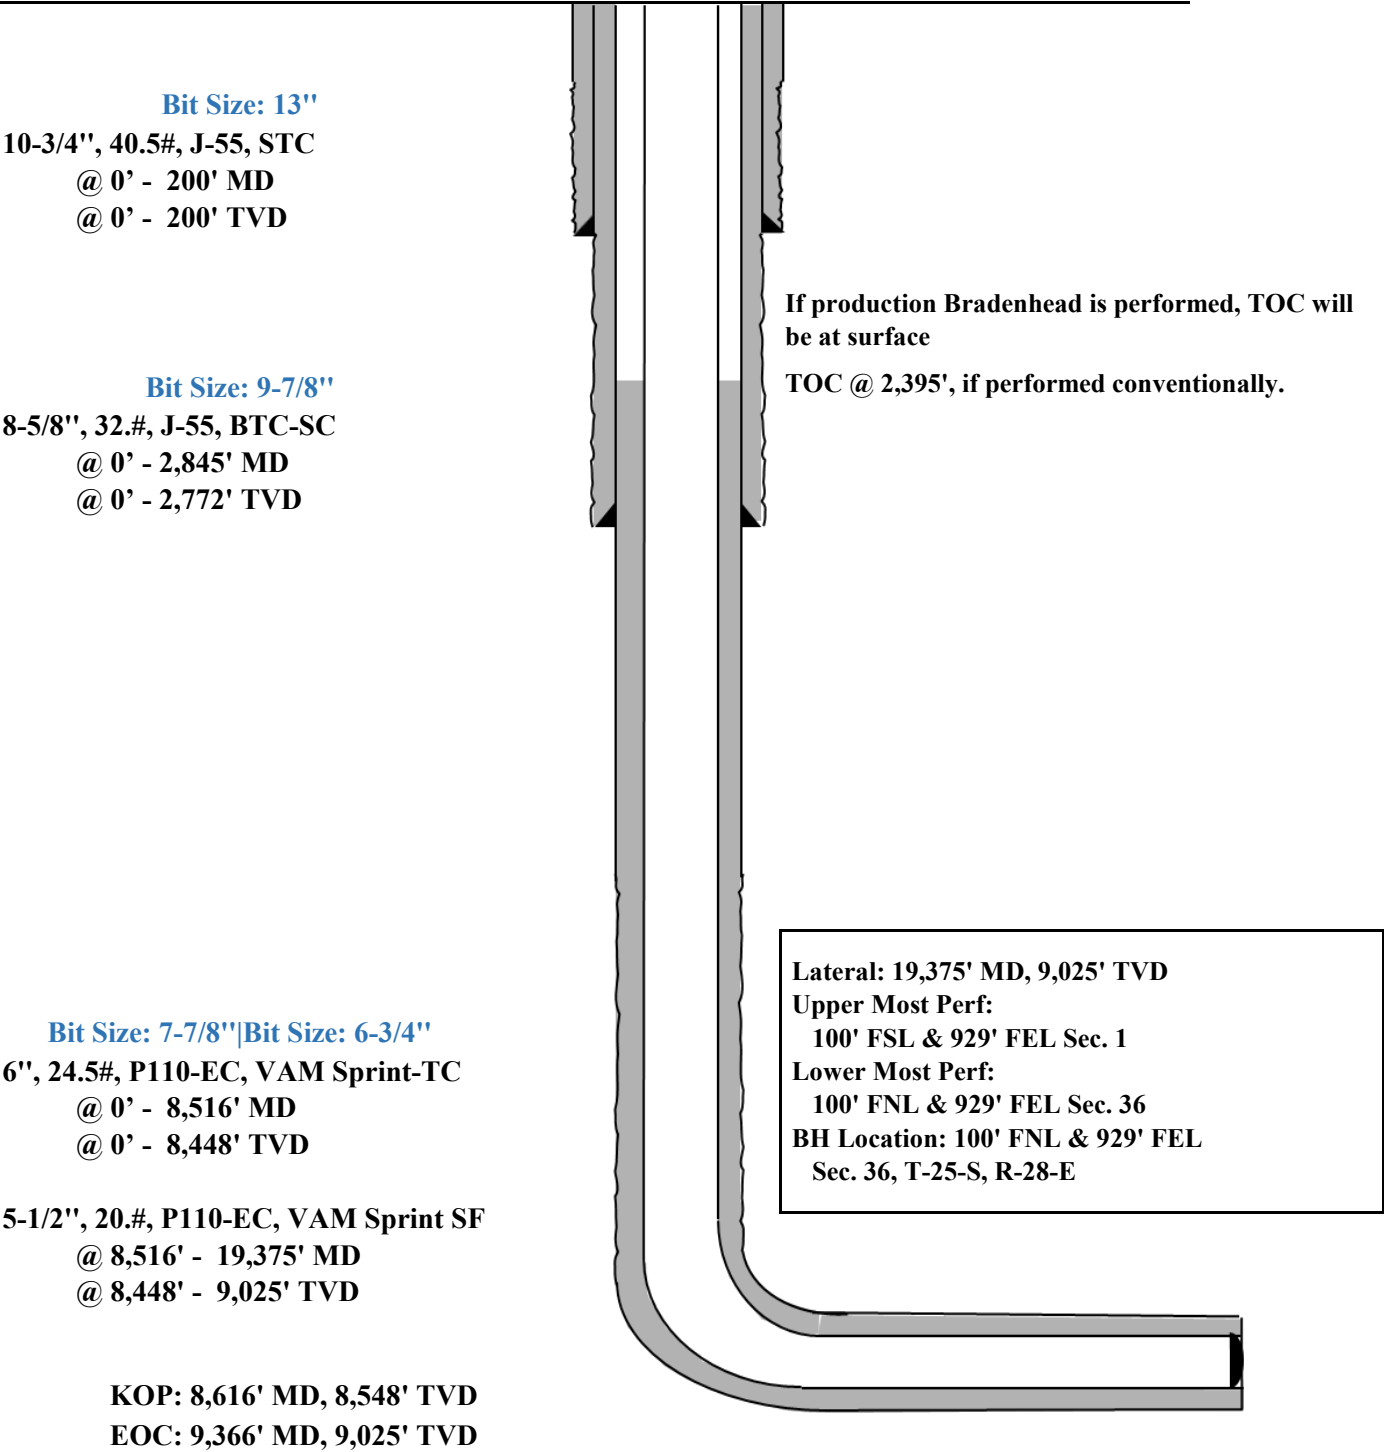 Bit Size: 13"
10-3/4'', 40.5#, J-55, STC
@ 0’ - 200' MD
@ 0’ - 200' TVD
If production Bradenhead is performed, TOC will
be at surface
TOC @ 2,395', if performed conventionally.
Bit Size: 9-7/8''
8-5/8'', 32.#, J-55, BTC-SC
@ 0’ - 2,845' MD
@ 0’ - 2,772' TVD
Bit Size: 7-7/8''|Bit Size: 6-3/4''
6'', 24.5#, P110-EC, VAM Sprint-TC
@ 0’ - 8,516' MD
@ 0’ - 8,448' TVD
5-1/2'', 20.#, P110-EC, VAM Sprint SF
@ 8,516' - 19,375' MD
@ 8,448' - 9,025' TVD
KOP: 8,616' MD, 8,548' TVD
EOC: 9,366' MD, 9,025' TVD
Lateral: 19,375' MD, 9,025' TVD
Upper Most Perf:
100' FSL & 929' FEL Sec. 1
Lower Most Perf:
100' FNL & 929' FEL Sec. 36
BH Location: 100' FNL & 929' FEL
Sec. 36, T-25-S, R-28-E